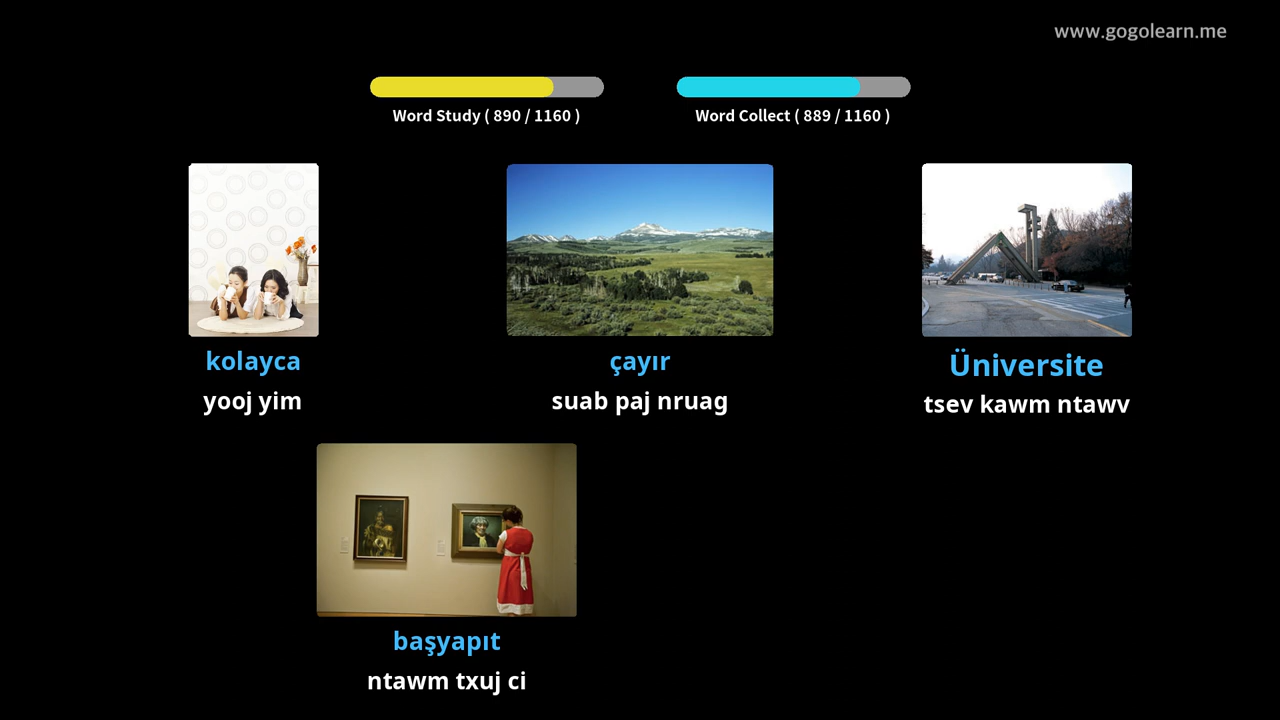 www.gogolearn.me
Word Study ( 890 / 1160 )
Word Collect ( 889 / 1160 )
kolayca
yooj yim
çayır
suab paj nruag
Üniversite
tsev kawm ntawv
başyapıt
ntawm txuj ci